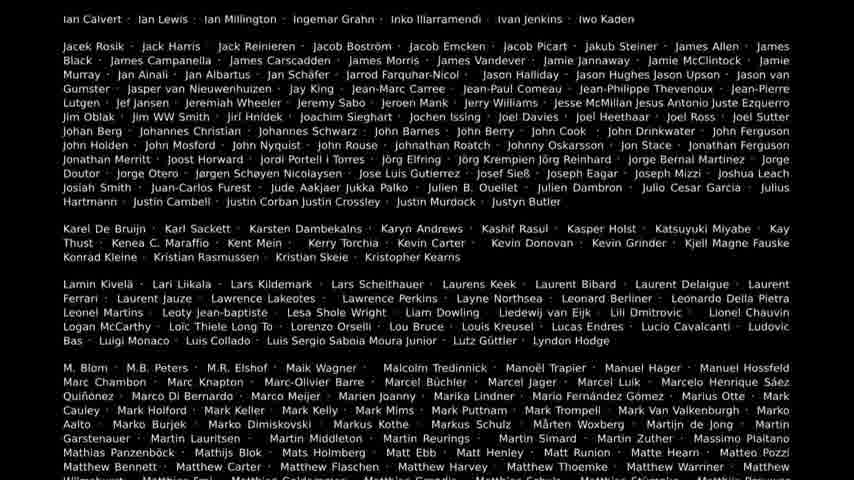 Ian Calvert · Ian Lewis · Ian Millington · Ingemar Grahn · Inko Illarramendi · Ivan Jenkins · Iwo Kaden
Jacek Rosik · Jack Harris · Jack Reinieren · Jacob Boström · Jacob Emcken · Jacob Picart · Jakub Steiner · James Allen · James
Black · James Campanella · James Carscadden · James Morris · James Vandever · Jamie Jannaway · Jamie McClintock · Jamie
Murray · Jan Ainali · Jan Albartus · Jan Schäfer · Jarrod Farquhar-Nicol · Jason Halliday · Jason Hughes Jason Upson · Jason van
Gumster · Jasper van Nieuwenhuizen · Jay King · Jean-Marc Carree · Jean-Paul Comeau · Jean-Philippe Thevenoux · Jean-Pierre
Lutgen · Jef Jansen · Jeremiah Wheeler · Jeremy Sabo · Jeroen Mank · Jerry Williams · Jesse McMillan Jesus Antonio Juste Ezquerro
Jim Oblak · Jim WW Smith · Jiří Hnídek · Joachim Sieghart · Jochen Issing · Joel Davies · Joel Heethaar · Joel Ross · Joel Sutter
Johan Berg · Johannes Christian · Johannes Schwarz · John Barnes · John Berry · John Cook · John Drinkwater · John Ferguson
John Holden · John Mosford · John Nyquist · John Rouse · Johnathan Roatch · Johnny Oskarsson · Jon Stace · Jonathan Ferguson
Jonathan Merritt · Joost Horward · jordi Portell i Torres · Jörg Elfring · Jörg Krempien Jörg Reinhard · Jorge Bernal Martinez · Jorge
Doutor · Jorge Otero · Jørgen Schøyen Nicolaysen · Jose Luis Gutierrez · Josef Sieß · Joseph Eagar · Joseph Mizzi · Joshua Leach
Josiah Smith · Juan-Carlos Furest · Jude Aakjaer Jukka Palko · Julien B. Ouellet · Julien Dambron · Julio Cesar Garcia · Julius
Hartmann · Justin Cambell · Justin Corban Justin Crossley · Justin Murdock · Justyn Butler
Karel De Bruijn · Karl Sackett · Karsten Dambekalns · Karyn Andrews · Kashif Rasul · Kasper Holst · Katsuyuki Miyabe · Kay
Thust · Kenea C. Maraffio · Kent Mein · Kerry Torchia · Kevin Carter · Kevin Donovan · Kevin Grinder · Kjell Magne Fauske
Konrad Kleine · Kristian Rasmussen · Kristian Skeie · Kristopher Kearns
Lamin Kivelä · Lari Liikala · Lars Kildemark · Lars Scheithauer · Laurens Keek · Laurent Bibard · Laurent Delaigue · Laurent
Ferrari · Laurent Jauze · Lawrence Lakeotes · Lawrence Perkins · Layne Northsea · Leonard Berliner · Leonardo Della Pietra
Leonel Martins · Leoty Jean-baptiste · Lesa Shole Wright · Liam Dowling · Liedewij van Eijk · Lili Dmitrovic · Lionel Chauvin
Logan McCarthy · Loïc Thiele Long To · Lorenzo Orselli · Lou Bruce · Louis Kreusel · Lucas Endres · Lucio Cavalcanti · Ludovic
Bas · Luigi Monaco · Luis Collado · Luis Sergio Saboia Moura Junior · Lutz Güttler · Lyndon Hodge
M. Blom · M.B. Peters · M.R. Elshof · Maik Wagner · Malcolm Tredinnick · Manoël Trapier · Manuel Hager · Manuel Hossfeld
Marc Chambon · Marc Knapton · Marc-Olivier Barre · Marcel Büchler · Marcel Jager · Marcel Luik · Marcelo Henrique Sáez
Quiñónez · Marco Di Bernardo · Marco Meijer · Marien Joanny · Marika Lindner · Mario Fernández Gómez · Marius Otte · Mark
Cauley · Mark Holford · Mark Keller · Mark Kelly · Mark Mims · Mark Puttnam · Mark Trompell · Mark Van Valkenburgh · Marko
Aalto · Marko Burjek · Marko Dimiskovski · Markus Kothe · Markus Schulz · Mårten Woxberg · Martijn de Jong · Martin
Garstenauer · Martin Lauritsen · Martin Middleton · Martin Reurings · Martin Simard · Martin Zuther · Massimo Plaitano
Mathias Panzenböck · Mathijs Blok · Mats Holmberg · Matt Ebb · Matt Henley · Matt Runion · Matte Hearn · Matteo Pozzi
Matthew Bennett · Matthew Carter · Matthew Flaschen · Matthew Harvey · Matthew Thoemke · Matthew Warriner · Matthew